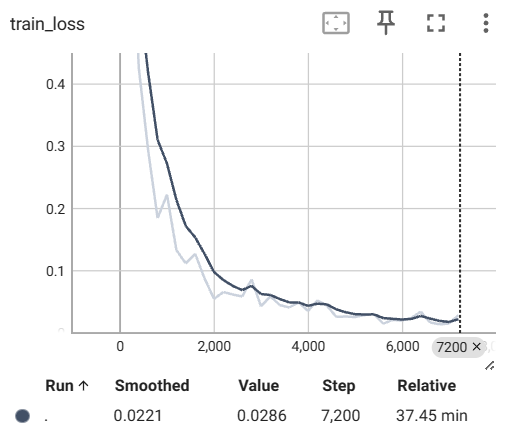 train_loss
0.4
0.3
0.2
0.1
0 2,000 4,000 6,000 7200 ×
Run ↑ Smoothed Value Step Relative
. 0.0221 0.0286 7,200 37.45 min